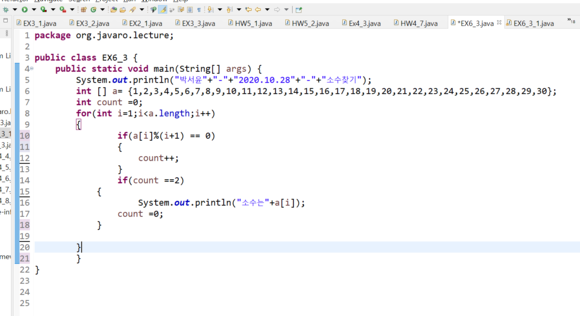 Navigate Search Project Run Window Help
EX3_1.java EX3_2.java EX2_1.java EX3_3.java HW5_1.java HW5_2.java Ex4_3.java HW4_7.java *EX6_3.java EX6_3_1.java
1 package org.javaro.lecture;
2
3 public class EX6_3 {
4 public static void main(String[] args) {
5 System.out.println("박서윤"+"-"+"2020.10.28"+"-"+"소수찾기");
6 int [] a= {1,2,3,4,5,6,7,8,9,10,11,12,13,14,15,16,17,18,19,20,21,22,23,24,25,26,27,28,29,30};
7 int count =0;
8 for(int i=1;i<a.length;i++)
9 {
10 if(a[i]%(i+1) == 0)
11 {
12 count++;
13 }
14 if(count ==2)
15 {
16 System.out.println("소수는"+a[i]);
17 count =0;
18 }
19
20 }
21 }
22 }
23
24
25